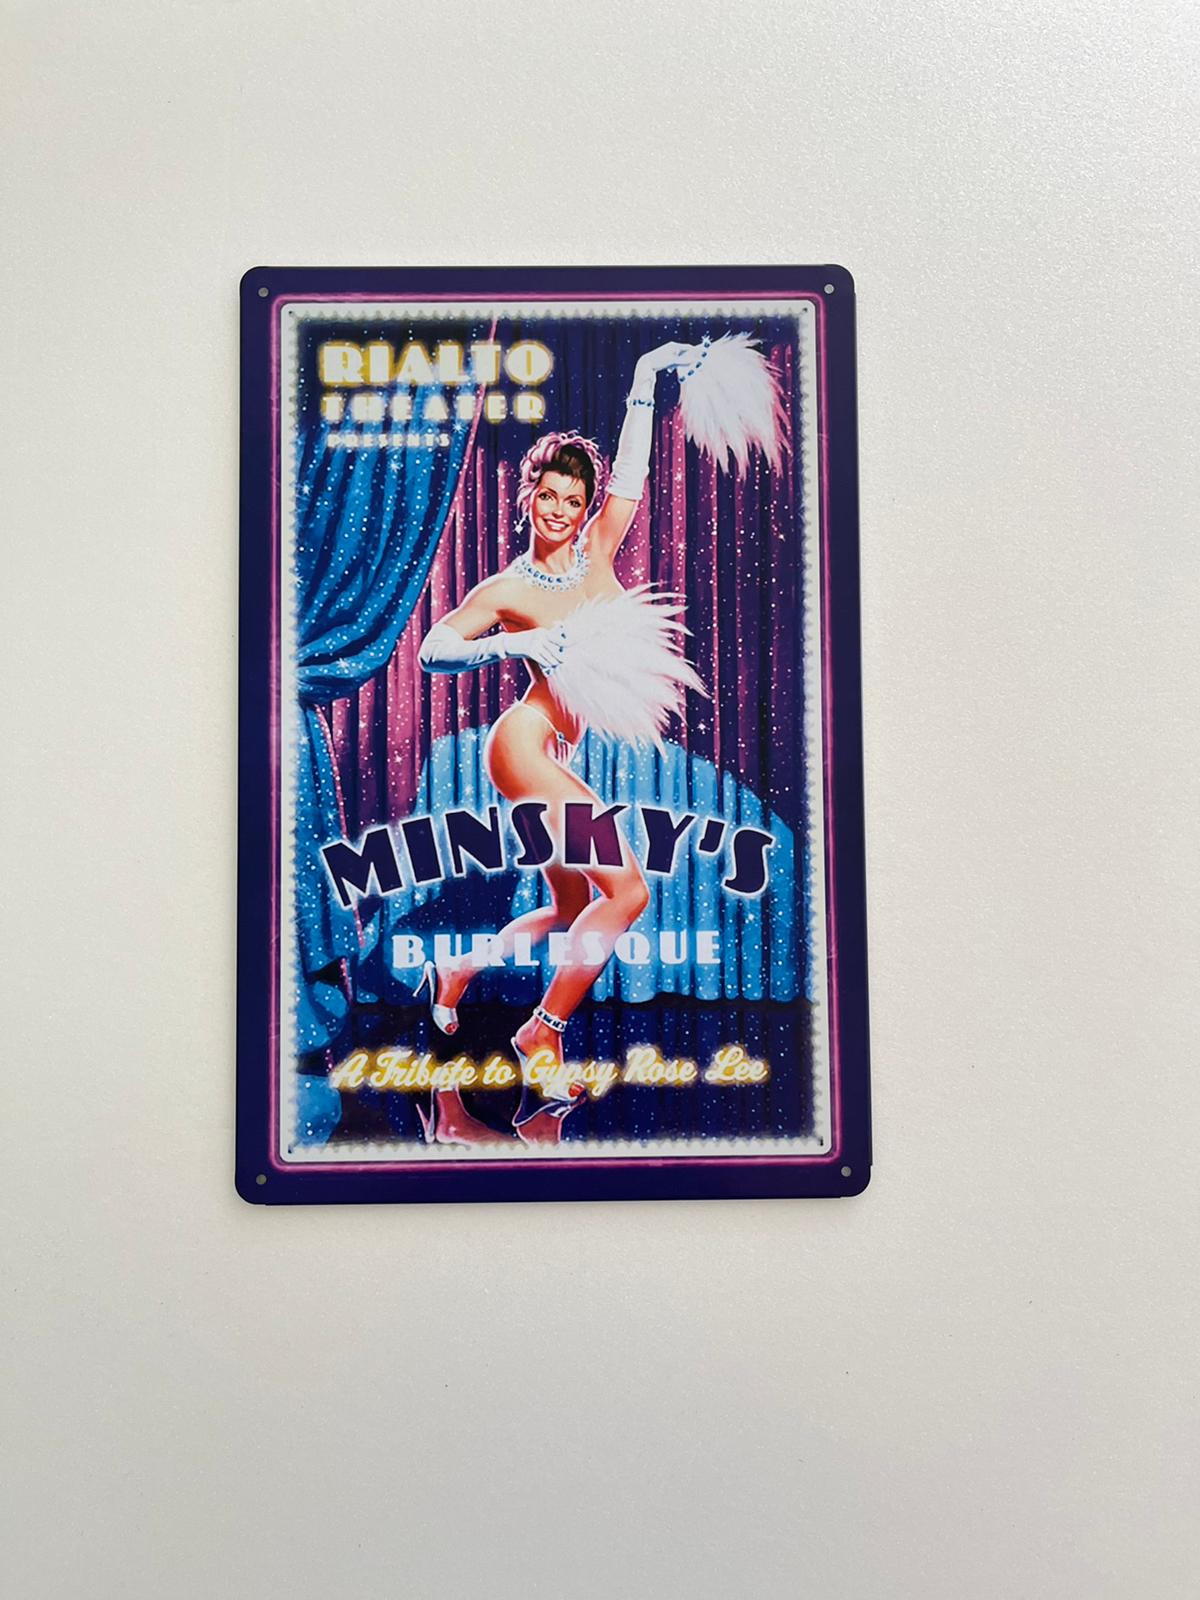 RIALTO
THEATER
PRESENTS
MINSKY'S
BURLESQUE
A Tribute to Gypsy Rose Lee